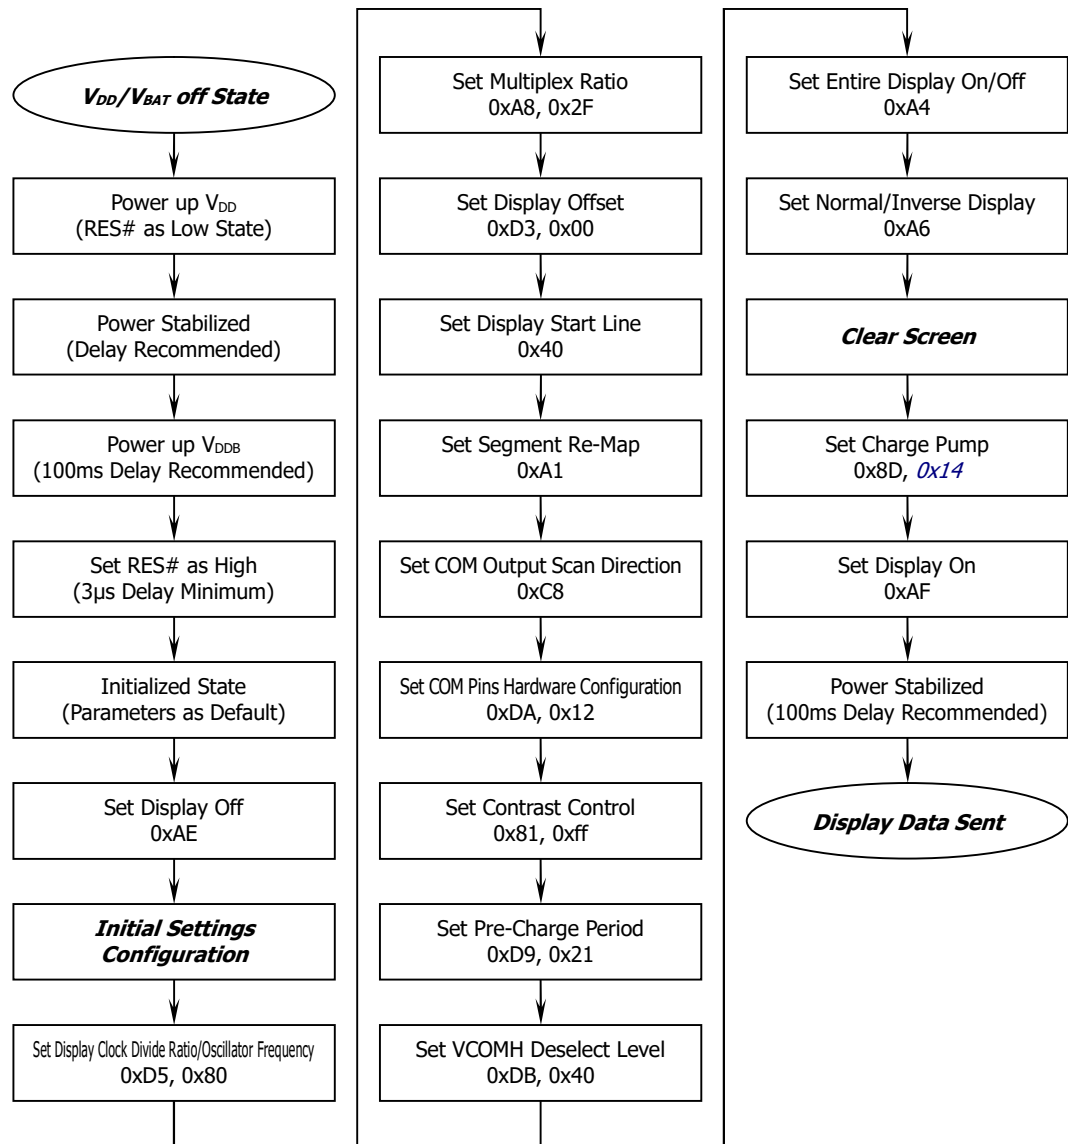 VDD/VBAT off State
Power up VDD
(RES# as Low State)
Power Stabilized
(Delay Recommended)
Power up VDDB
(100ms Delay Recommended)
Set RES# as High
(3µs Delay Minimum)
Initialized State
(Parameters as Default)
Set Display Off
0xAE
Initial Settings
Configuration
Set Display Clock Divide Ratio/Oscillator Frequency
0xD5, 0x80
Set Multiplex Ratio
0xA8, 0x2F
Set Display Offset
0xD3, 0x00
Set Display Start Line
0x40
Set Segment Re-Map
0xA1
Set COM Output Scan Direction
0xC8
Set COM Pins Hardware Configuration
0xDA, 0x12
Set Contrast Control
0x81, 0xff
Set Pre-Charge Period
0xD9, 0x21
Set VCOMH Deselect Level
0xDB, 0x40
Set Entire Display On/Off
0xA4
Set Normal/Inverse Display
0xA6
Clear Screen
Set Charge Pump
0x8D, 0x14
Set Display On
0xAF
Power Stabilized
(100ms Delay Recommended)
Display Data Sent